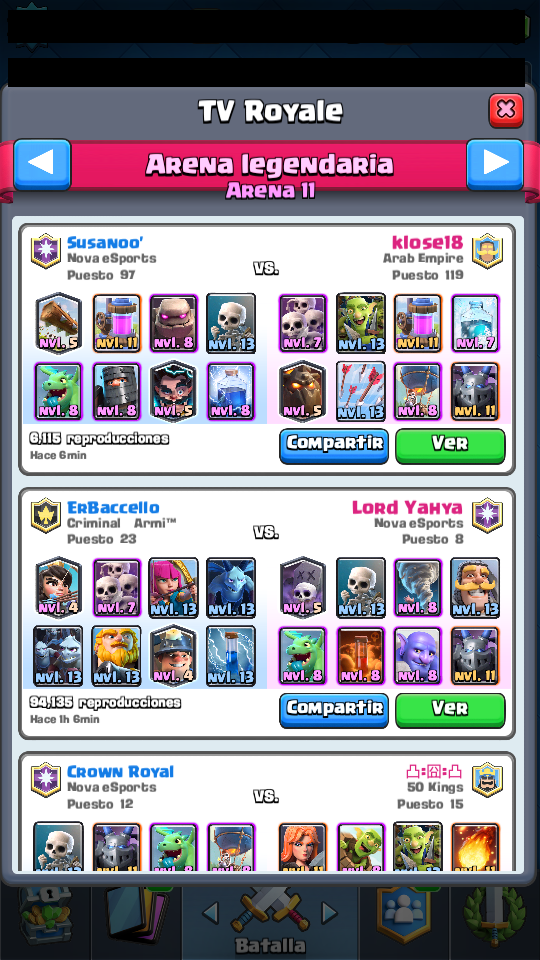 TV Royale
Arena legendaria
Arena 11
Susanoo'
Nova eSports
Puesto 97
vs.
klose18
Arab Empire
Puesto 119
Nvl. 5 Nvl. 11 Nvl. 8 Nvl. 13 Nvl. 7 Nvl. 13 Nvl. 11 Nvl. 7
Nvl. 8 Nvl. 8 Nvl. 5 Nvl. 8 Nvl. 5 Nvl. 13 Nvl. 8 Nvl. 11
6,115 reproducciones
Hace 6min
Compartir
Ver
ErBaccello
Criminal Armi™
Puesto 23
vs.
Lord Yahya
Nova eSports
Puesto 8
Nvl. 4 Nvl. 7 Nvl. 13 Nvl. 13 Nvl. 5 Nvl. 13 Nvl. 8 Nvl. 13
Nvl. 13 Nvl. 13 Nvl. 4 Nvl. 13 Nvl. 8 Nvl. 8 Nvl. 8 Nvl. 11
94,135 reproducciones
Hace 1h 6min
Compartir
Ver
Crown Royal
Nova eSports
Puesto 12
vs.
凸:囧:凸
50 Kings
Puesto 15
Batalla